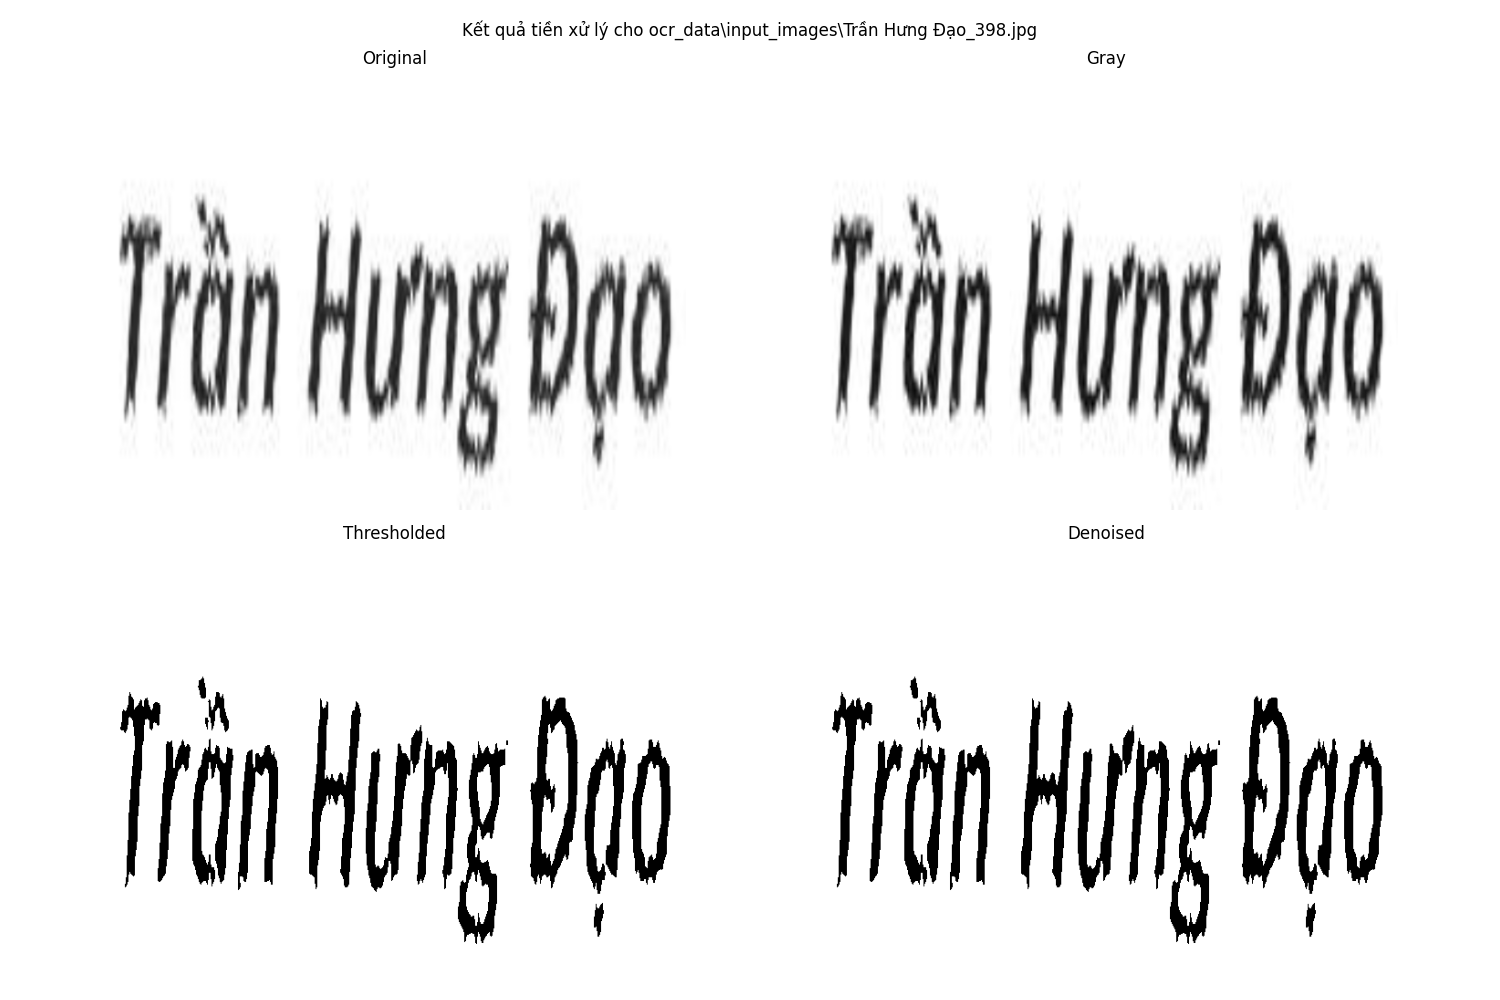 Kết quả tiền xử lý cho ocr_data\input_images\Trần Hưng Đạo_398.jpg
Original
Gray
Trần Hưng Đạo
Trần Hưng Đạo
Thresholded
Denoised
Trần Hưng Đạo
Trần Hưng Đạo